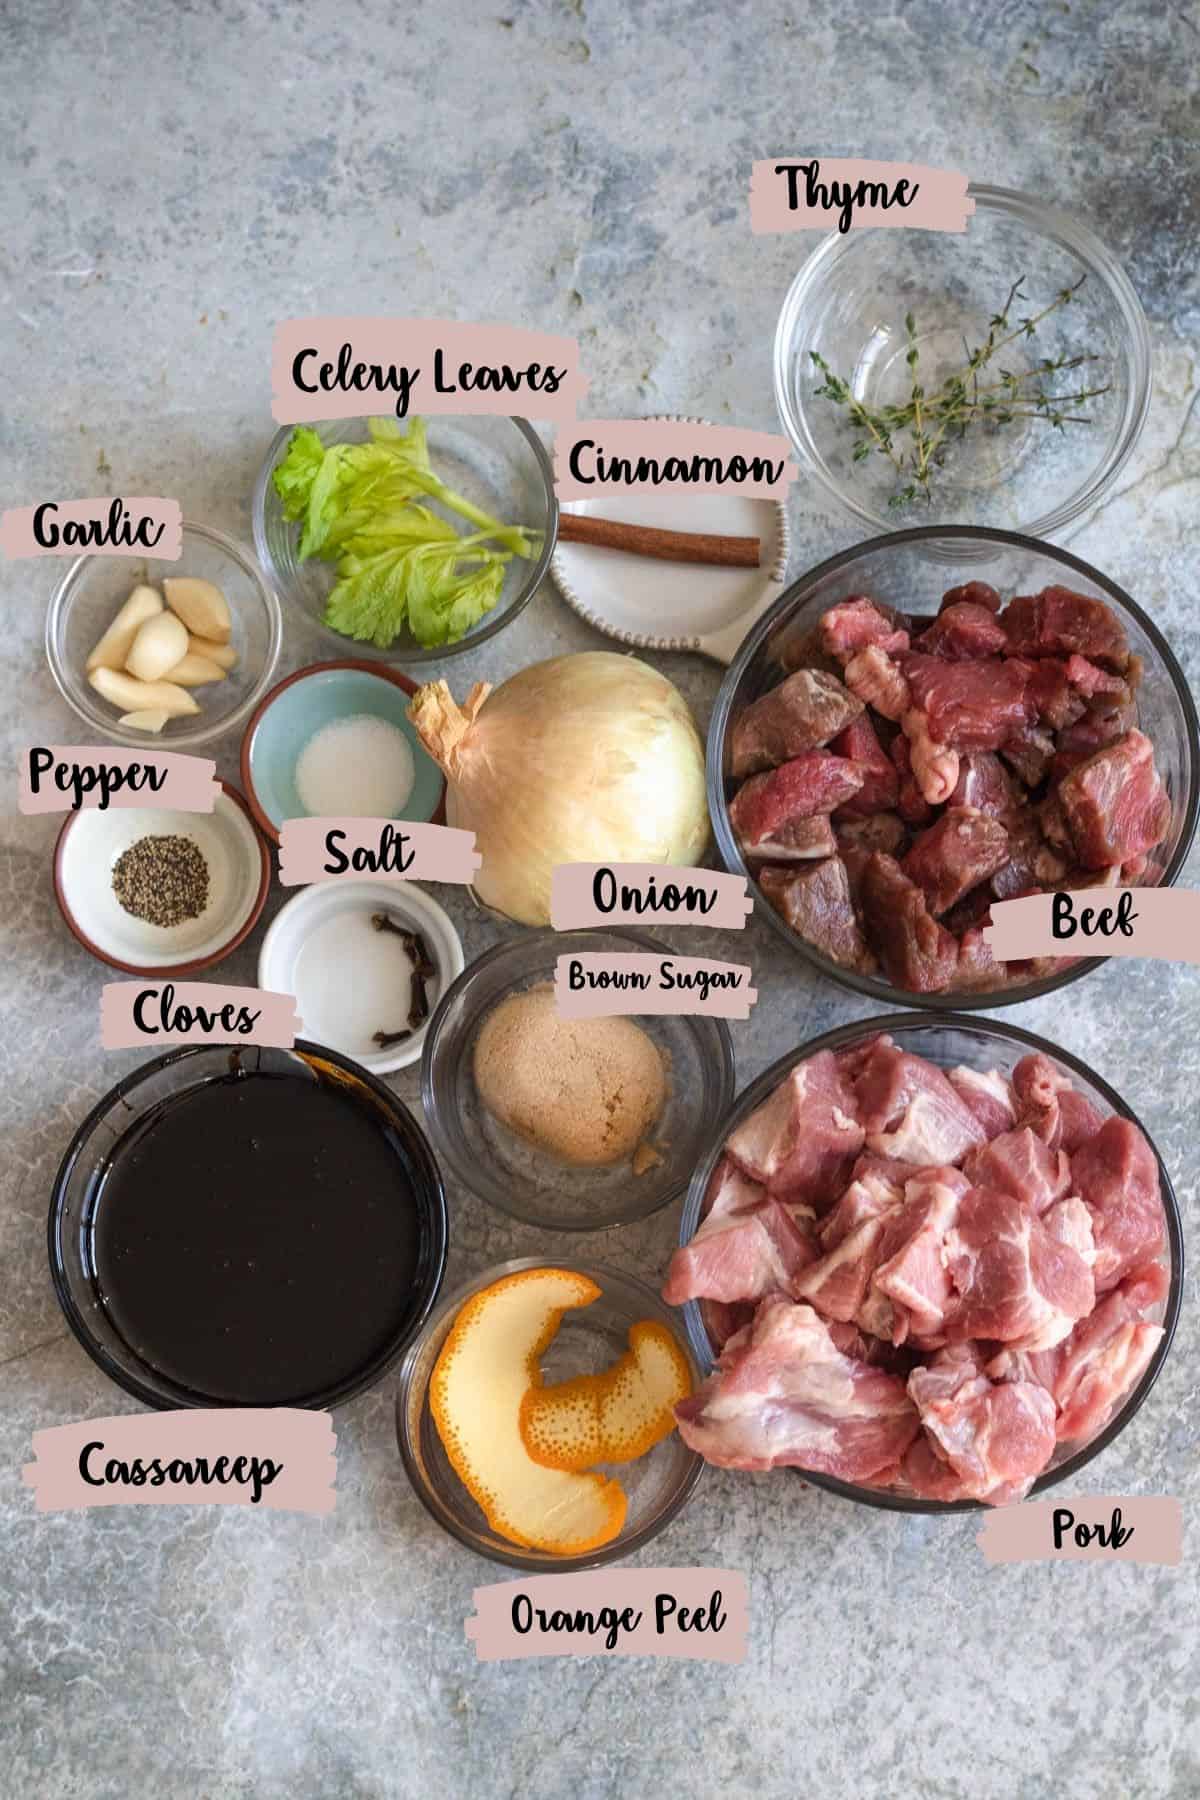 Thyme
Celery Leaves
Cinnamon
Garlic
Pepper
Salt
Onion
Beef
Brown Sugar
Cloves
Cassareep
Pork
Orange Peel